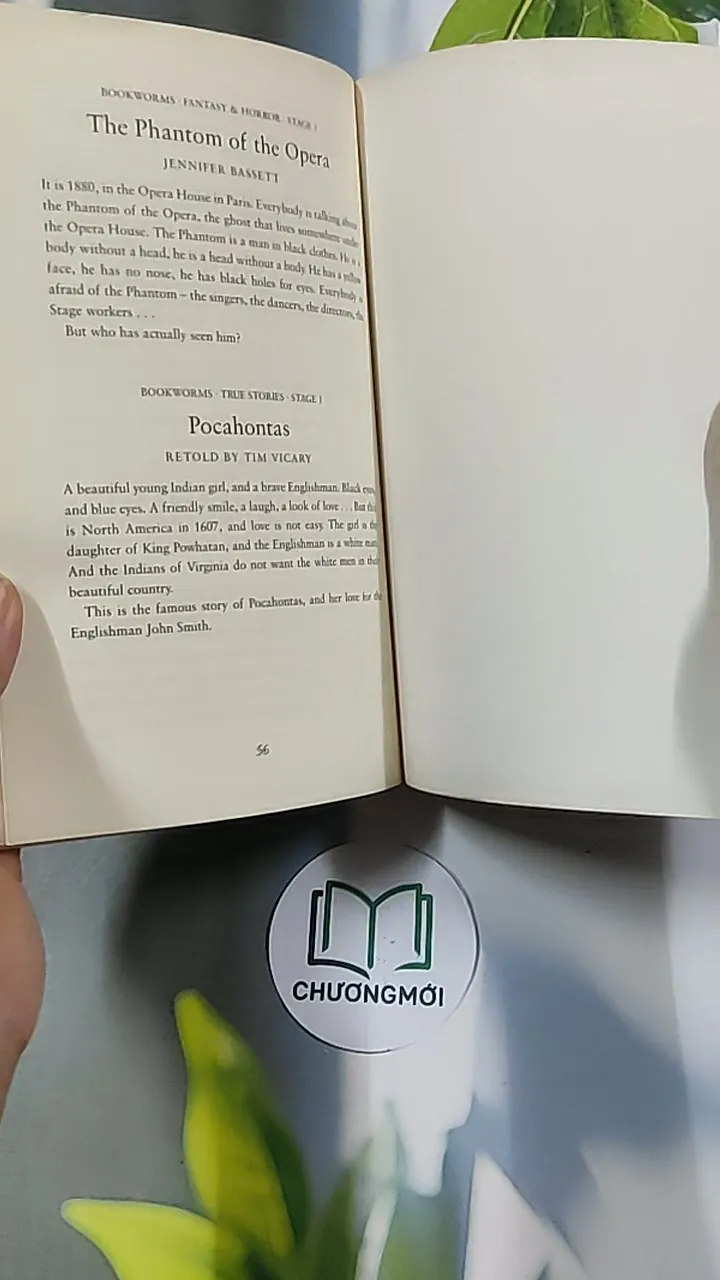 BOOKWORMS · FANTASY & HORROR · STAGE 1
The Phantom of the Opera
JENNIFER BASSETT
It is 1880, in the Opera House in Paris. Everybody is talking about
the Phantom of the Opera, the ghost that lives somewhere under
the Opera House. The Phantom is a man in black clothes. He is a
body without a head, he is a head without a body. He has a yellow
face, he has no nose, he has black holes for eyes. Everybody is
afraid of the Phantom – the singers, the dancers, the directors, the
Stage workers . . .
But who has actually seen him?
BOOKWORMS · TRUE STORIES · STAGE 1
Pocahontas
RETOLD BY TIM VICARY
A beautiful young Indian girl, and a brave Englishman. Black eyes,
and blue eyes. A friendly smile, a laugh, a look of love . . . But this
is North America in 1607, and love is not easy. The girl is the
daughter of King Powhatan, and the Englishman is a white man.
And the Indians of Virginia do not want the white men in their
beautiful country.
This is the famous story of Pocahontas, and her love for the
Englishman John Smith.
56
CHƯƠNGMỚI